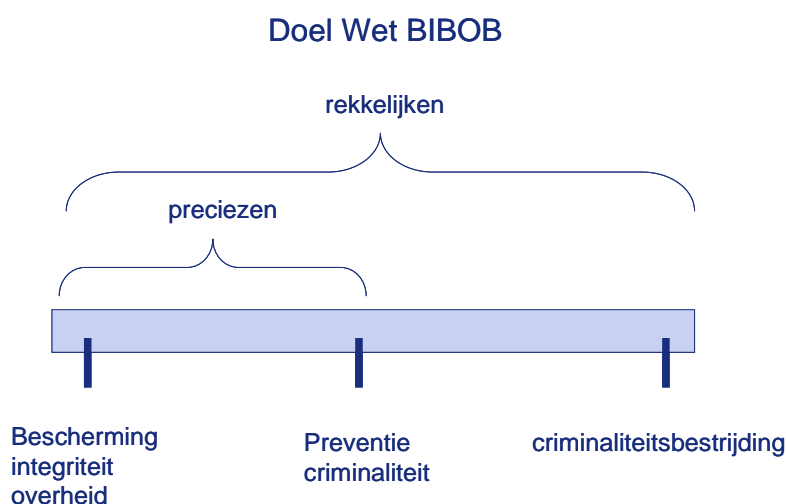 Doel Wet BIBOB
rekkelijken
preciezen
Bescherming
integriteit
overheid
Preventie
criminaliteit
criminaliteitsbestrijding